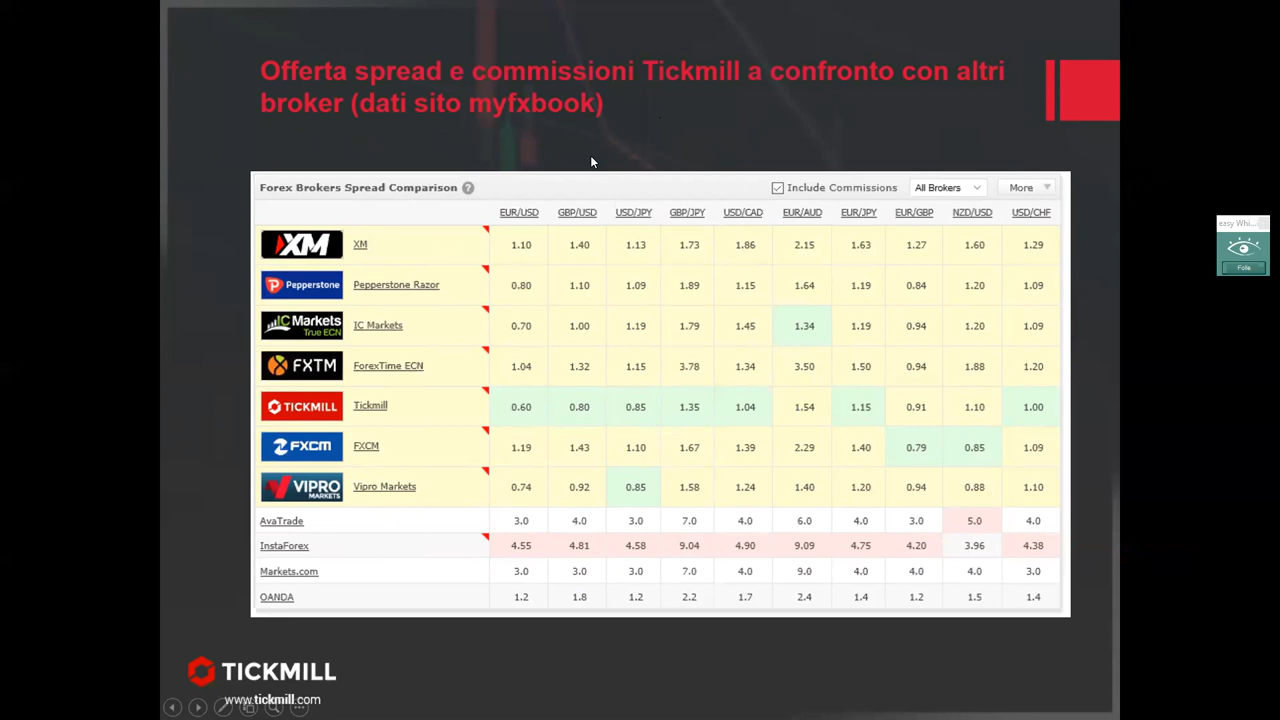 Offerta spread e commissioni Tickmill a confronto con altri
broker (dati sito myfxbook)
Forex Brokers Spread Comparison ? Include Commissions All Brokers More
EUR/USD GBP/USD USD/JPY GBP/JPY USD/CAD EUR/AUD EUR/JPY EUR/GBP NZD/USD USD/CHF
XM XM 1.10 1.40 1.13 1.73 1.86 2.15 1.63 1.27 1.60 1.29
Pepperstone Pepperstone Razor 0.80 1.10 1.09 1.89 1.15 1.64 1.19 0.84 1.20 1.09
IC Markets True ECN IC Markets 0.70 1.00 1.19 1.79 1.45 1.34 1.19 0.94 1.20 1.09
FXTM ForexTime ECN 1.04 1.32 1.15 3.78 1.34 3.50 1.50 0.94 1.88 1.20
TICKMILL Tickmill 0.60 0.80 0.85 1.35 1.04 1.54 1.15 0.91 1.10 1.00
FXCM FXCM 1.19 1.43 1.10 1.67 1.39 2.29 1.40 0.79 0.85 1.09
VIPRO MARKETS Vipro Markets 0.74 0.92 0.85 1.58 1.24 1.40 1.20 0.94 0.88 1.10
AvaTrade 3.0 4.0 3.0 7.0 4.0 6.0 4.0 3.0 5.0 4.0
InstaForex 4.55 4.81 4.58 9.04 4.90 9.09 4.75 4.20 3.96 4.38
Markets.com 3.0 3.0 3.0 7.0 4.0 9.0 4.0 4.0 4.0 3.0
OANDA 1.2 1.8 1.2 2.2 1.7 2.4 1.4 1.2 1.5 1.4
TICKMILL
www.tickmill.com
easy Whi...
Folie